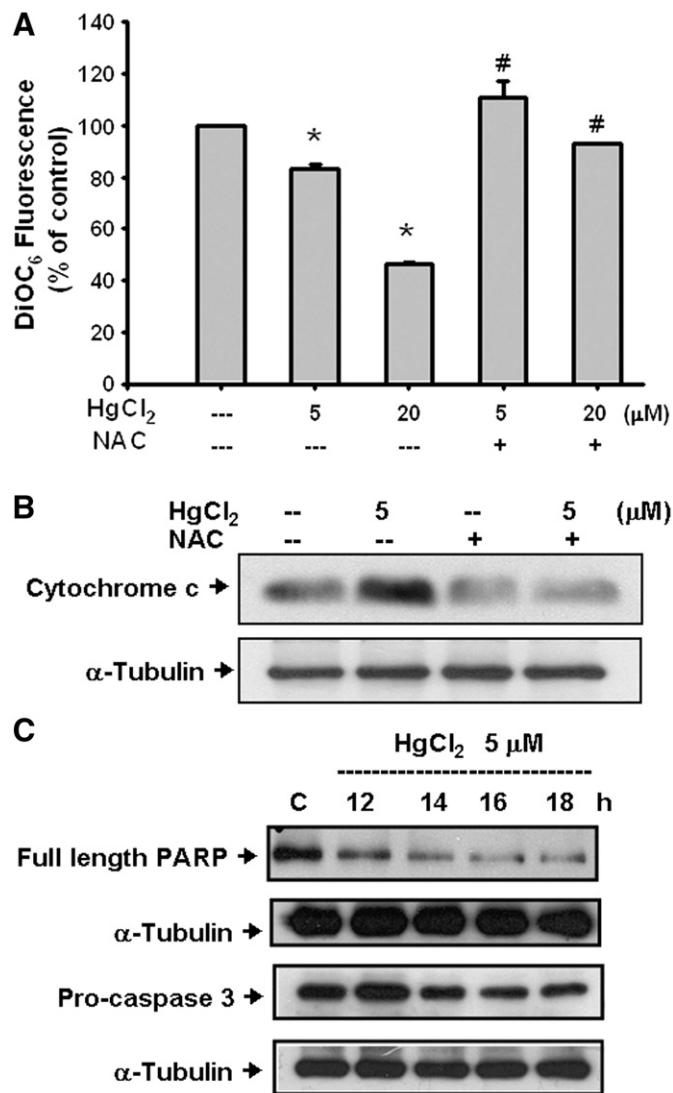 A
DiOC6 Fluorescence
(% of control)
140
120
100
80
60
40
120
0
* * # #
HgCl2 --- 5 20 5 20 (μM)
NAC --- --- --- + +
B
HgCl2 -- 5 -- 5 (μM)
NAC -- -- + +
Cytochrome c
α-Tubulin
C
HgCl2 5 μM
C 12 14 16 18 h
Full length PARP
α-Tubulin
Pro-caspase 3
α-Tubulin